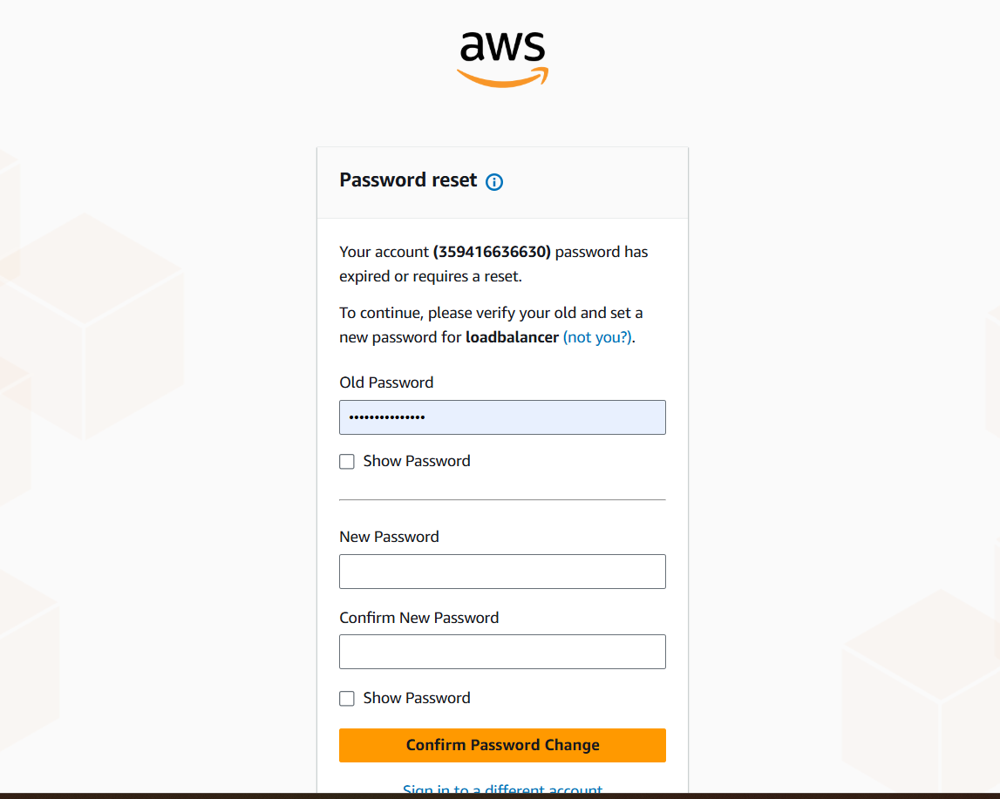 aws
Password reset
Your account (359416636630) password has
expired or requires a reset.
To continue, please verify your old and set a
new password for loadbalancer (not you?).
Old Password
•••••••••••••••
Show Password
New Password
Confirm New Password
Show Password
Confirm Password Change
Sign in to a different account